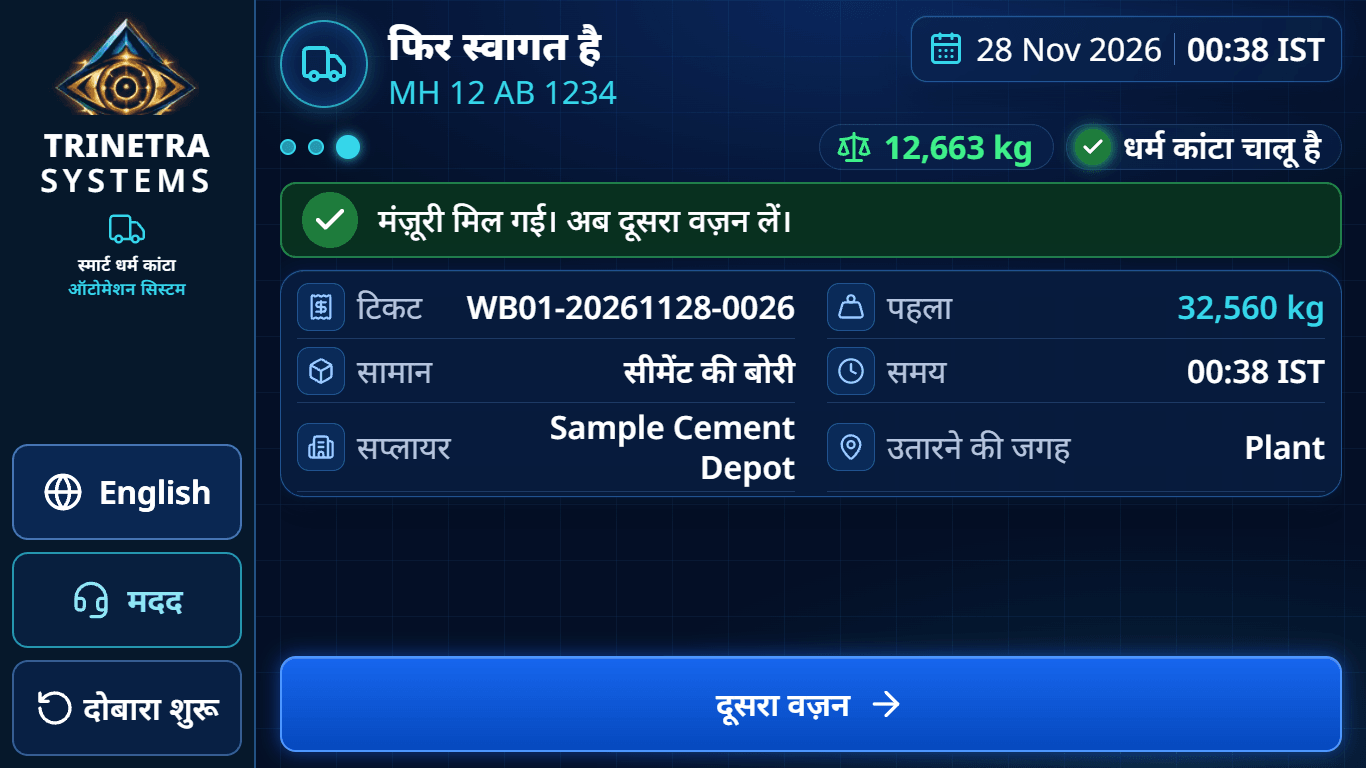 TRINETRA
SYSTEMS
स्मार्ट धर्म कांटा
ऑटोमेशन सिस्टम
English
मदद
दोबारा शुरू
फिर स्वागत है
MH 12 AB 1234
28 Nov 2026 00:38 IST
12,663 kg
धर्म कांटा चालू है
मंज़ूरी मिल गई। अब दूसरा वज़न लें।
टिकट WB01-20261128-0026
पहला 32,560 kg
सामान सीमेंट की बोरी
समय 00:38 IST
सप्लायर Sample Cement
Depot
उतारने की जगह Plant
दूसरा वज़न